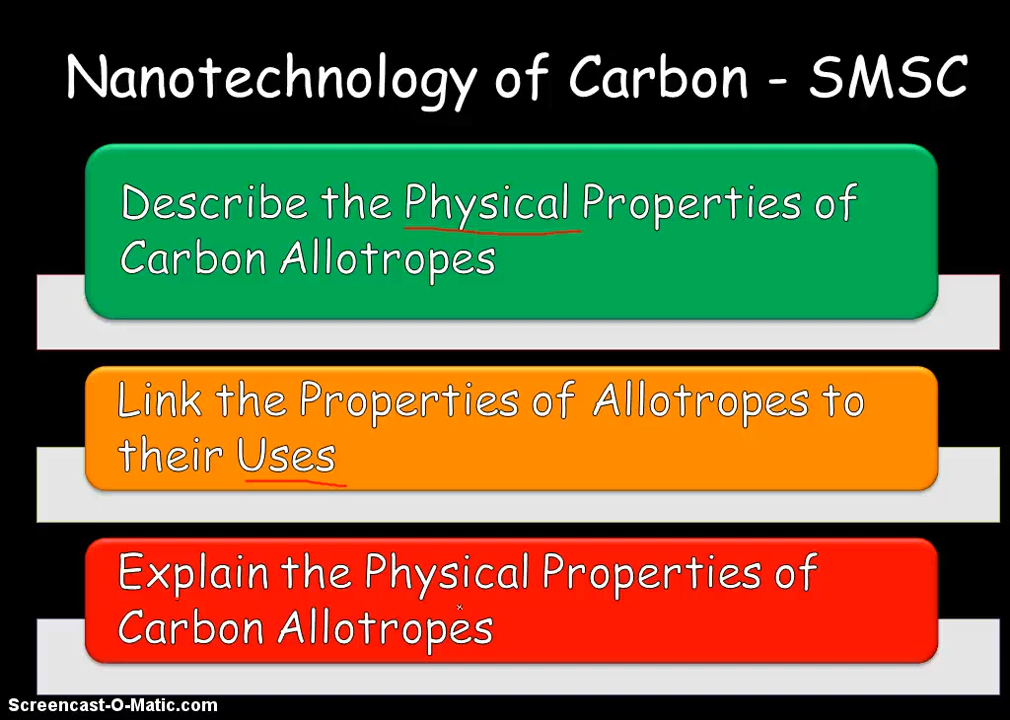 Nanotechnology of Carbon - SMSC
Describe the Physical Properties of
Carbon Allotropes
Link the Properties of Allotropes to
their Uses
Explain the Physical Properties of
Carbon Allotropes
Screencast-O-Matic.com